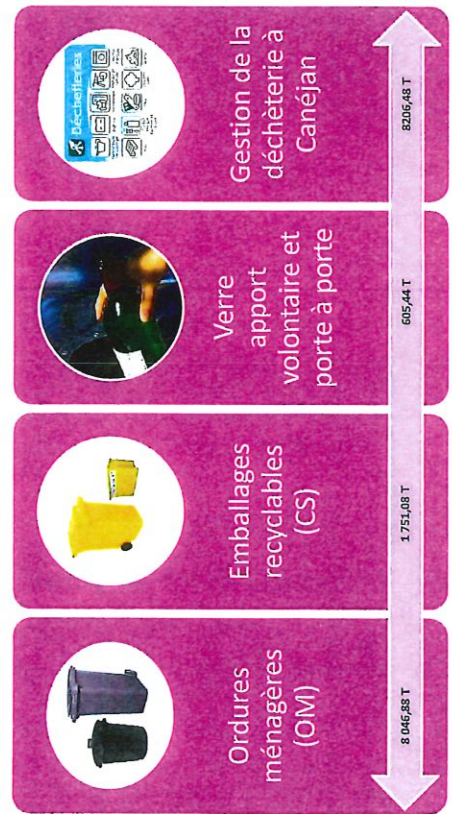 Ordures
ménagères
(OM)
8 046,88 T
Emballages
recyclables
(CS)
1 751,08 T
Verre
apport
volontaire et
porte à porte
605,44 T
Déchetteries
Gestion de la
déchèterie à
Canéjan
8206,48 T